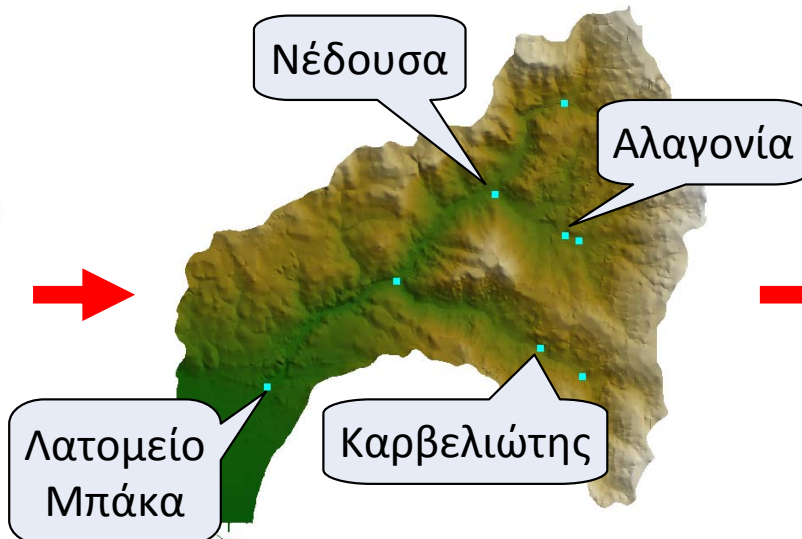 Νέδουσα
Αλαγονία
Λατομείο
Μπάκα
Καρβελιώτης